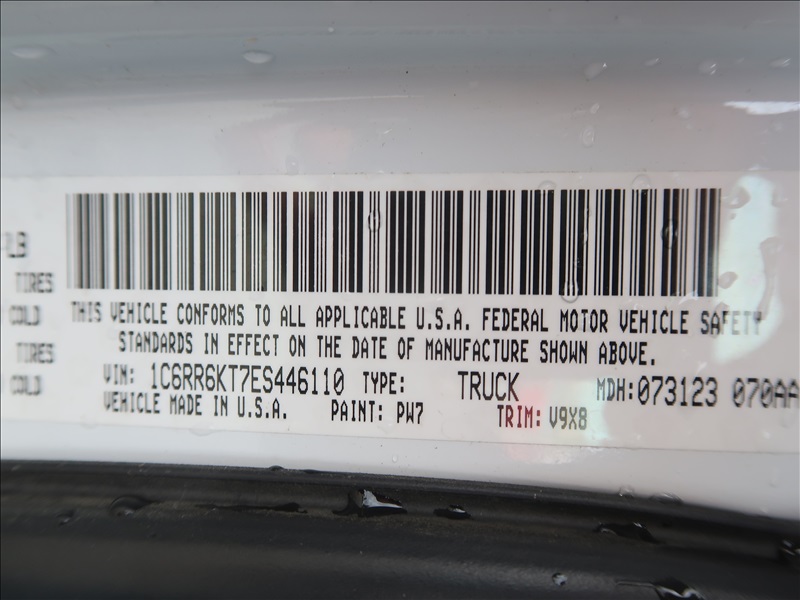 LB
TIRES
COLD
TIRES
COLD
THIS VEHICLE CONFORMS TO ALL APPLICABLE U.S.A. FEDERAL MOTOR VEHICLE SAFETY
STANDARDS IN EFFECT ON THE DATE OF MANUFACTURE SHOWN ABOVE.
VIN: 1C6RR6KT7ES446110 TYPE: TRUCK MDH:073123 070AA
VEHICLE MADE IN U.S.A. PAINT: PW7 TRIM: V9X8